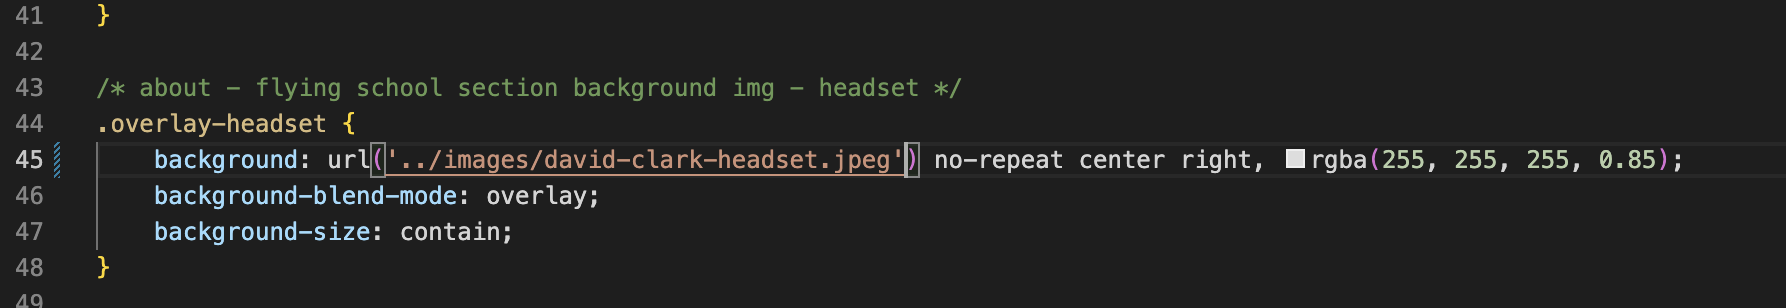 41 }
42
43 /* about - flying school section background img - headset */
44 .overlay-headset {
45 background: url('../images/david-clark-headset.jpeg') no-repeat center right, rgba(255, 255, 255, 0.85);
46 background-blend-mode: overlay;
47 background-size: contain;
48 }
49